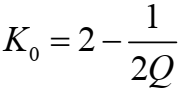 K₀ = 2 − 1/(2Q)